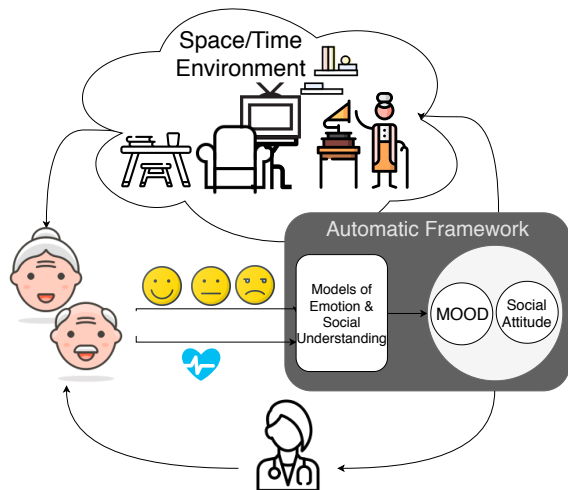 Space/Time
Environment
Automatic Framework
Models of
Emotion &
Social
Understanding
MOOD
Social
Attitude